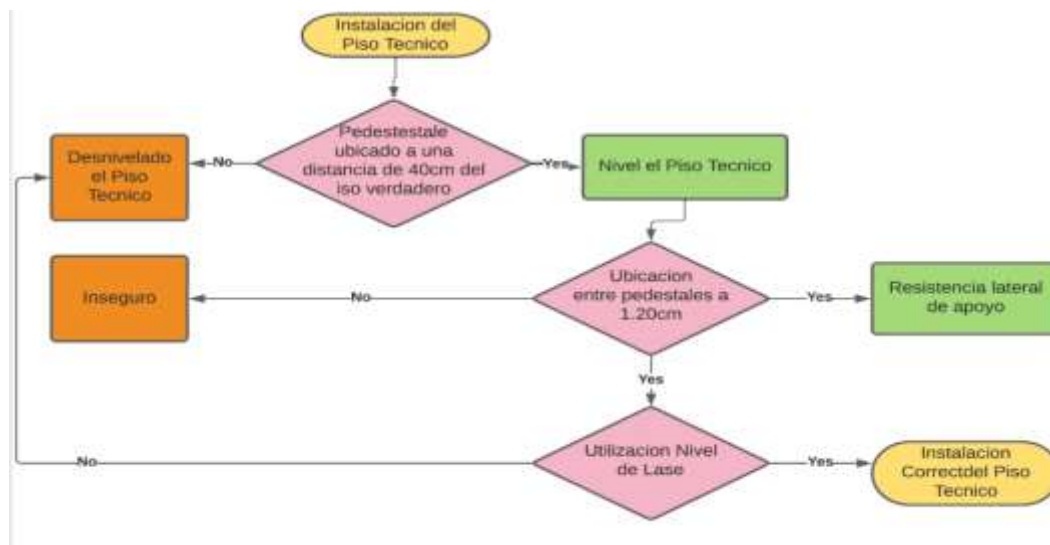 Instalacion del
Piso Tecnico
Pedestestale
ubicado a una
distancia de 40cm del
iso verdadero
No
Yes
Desnivelado
el Piso
Tecnico
Nivel el Piso Tecnico
Ubicacion
entre pedestales a
1.20cm
No
Yes
Inseguro
Resistencia lateral
de apoyo
Yes
Utilizacion Nivel
de Lase
No
Yes
Instalacion
Correctdel Piso
Tecnico